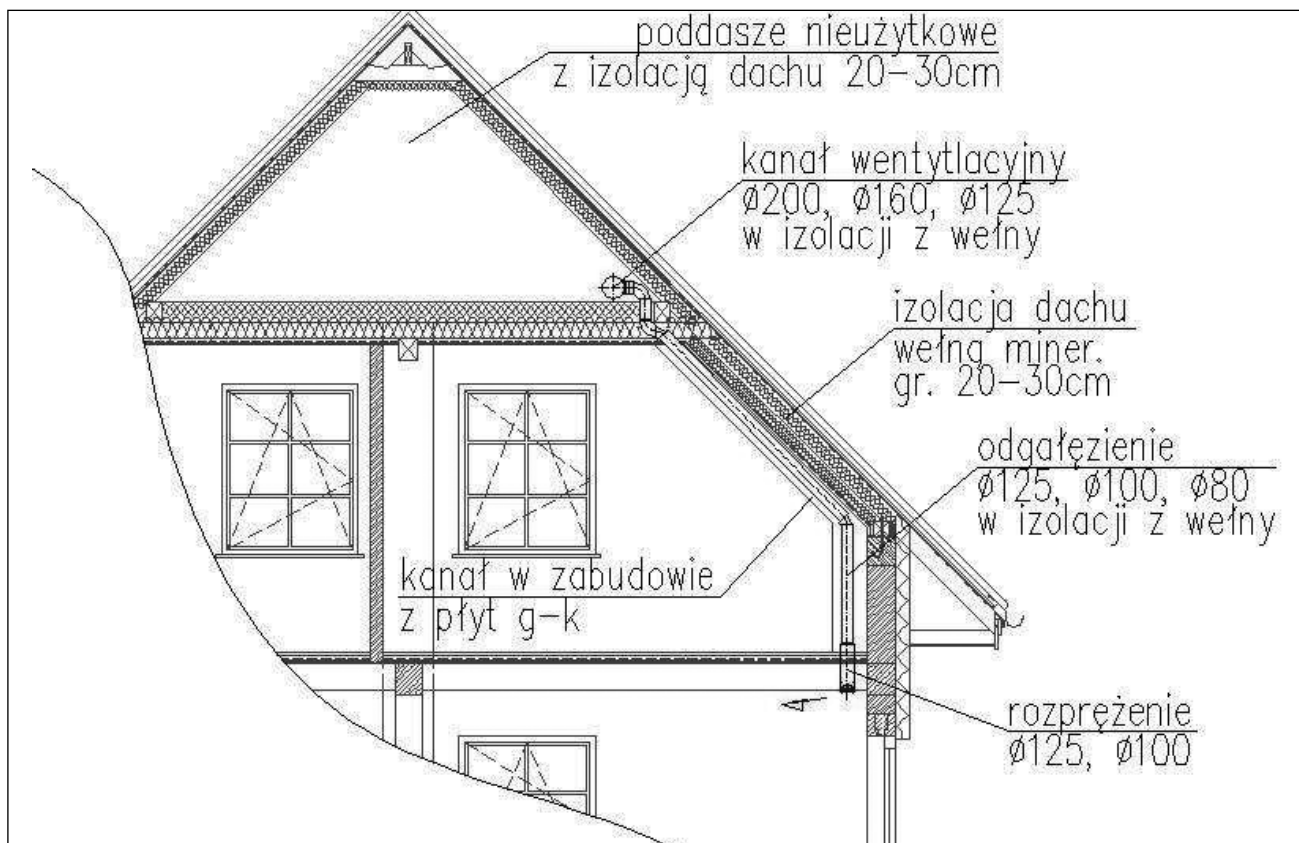 poddasze nieużytkowe
z izolacją dachu 20-30cm
kanał wentytlacyjny
ø200, ø160, ø125
w izolacji z wełny
izolacja dachu
wełną miner.
gr. 20-30cm
odgałęzienie
ø125, ø100, ø80
w izolacji z wełny
kanał w zabudowie
z płyt g-k
rozprężenie
ø125, ø100